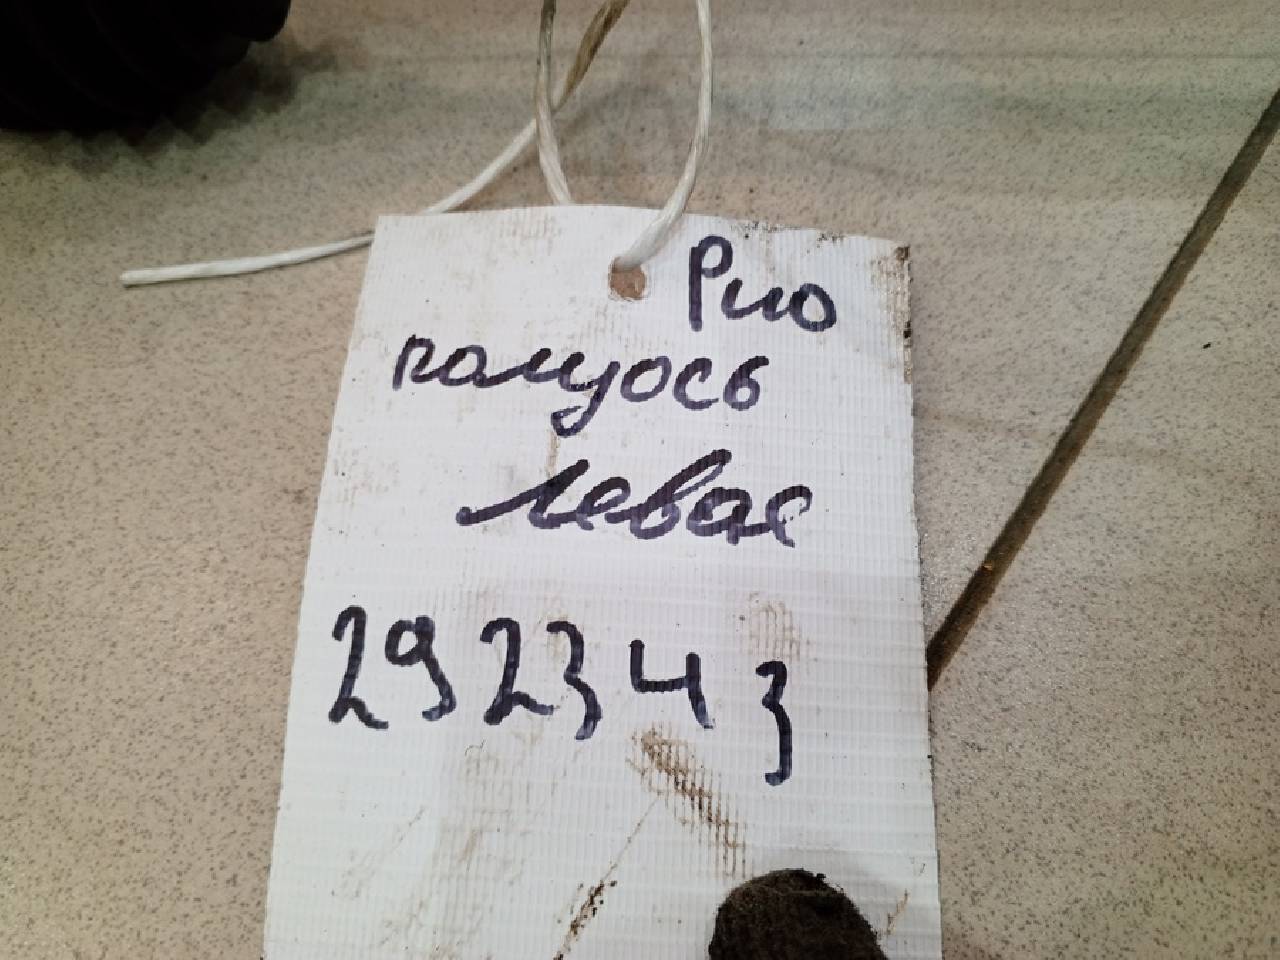 Рио
полуось
левая
292343